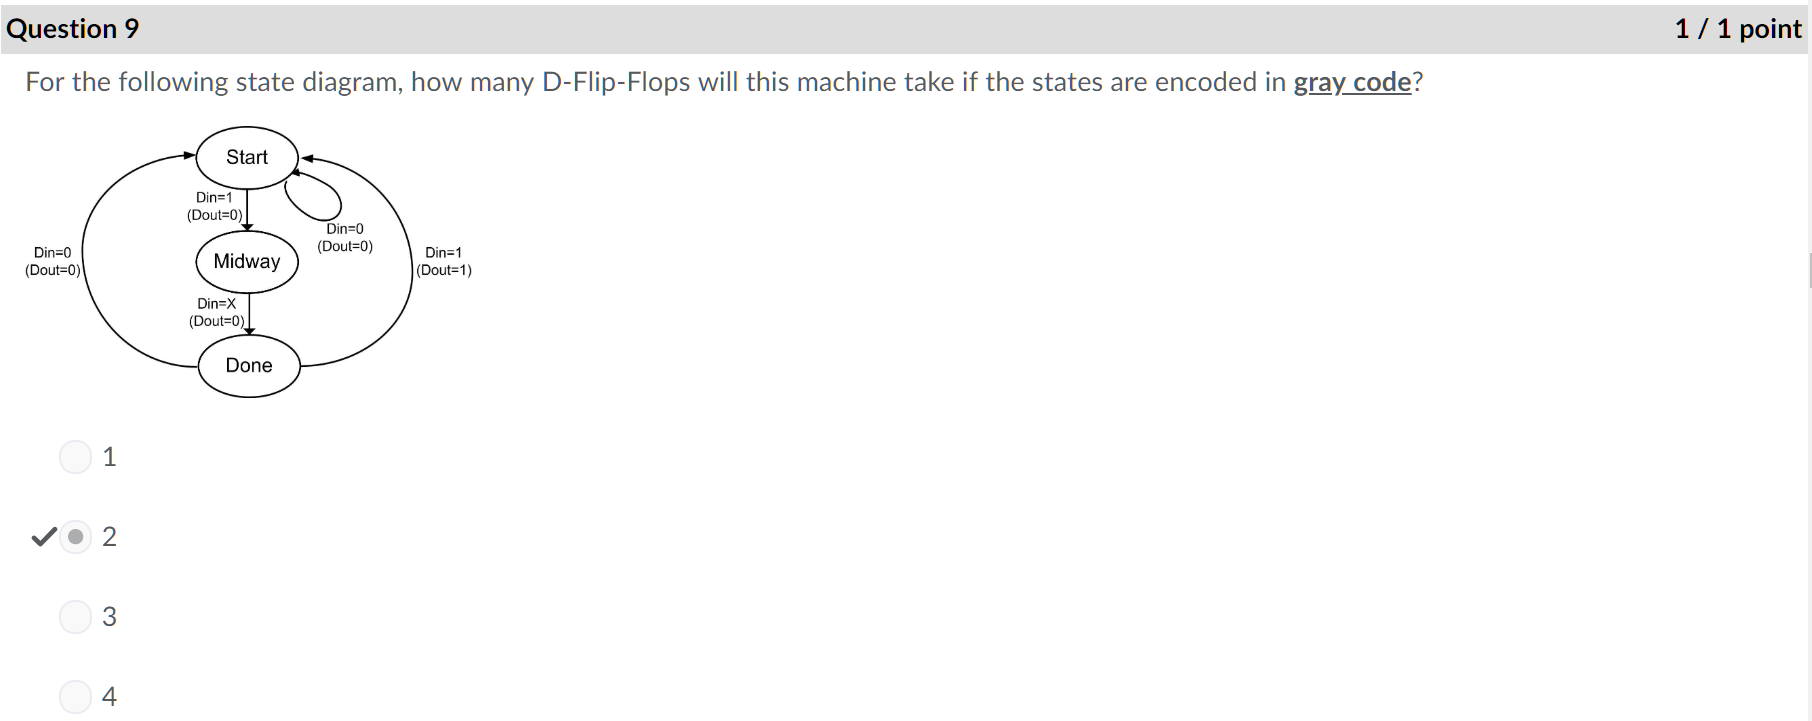 Question 9
1 / 1 point
For the following state diagram, how many D-Flip-Flops will this machine take if the states are encoded in gray code?
Start
Din=1
(Dout=0)
Din=0
(Dout=0)
Din=0
(Dout=0)
Midway
Din=1
(Dout=1)
Din=X
(Dout=0)
Done
1
2
3
4